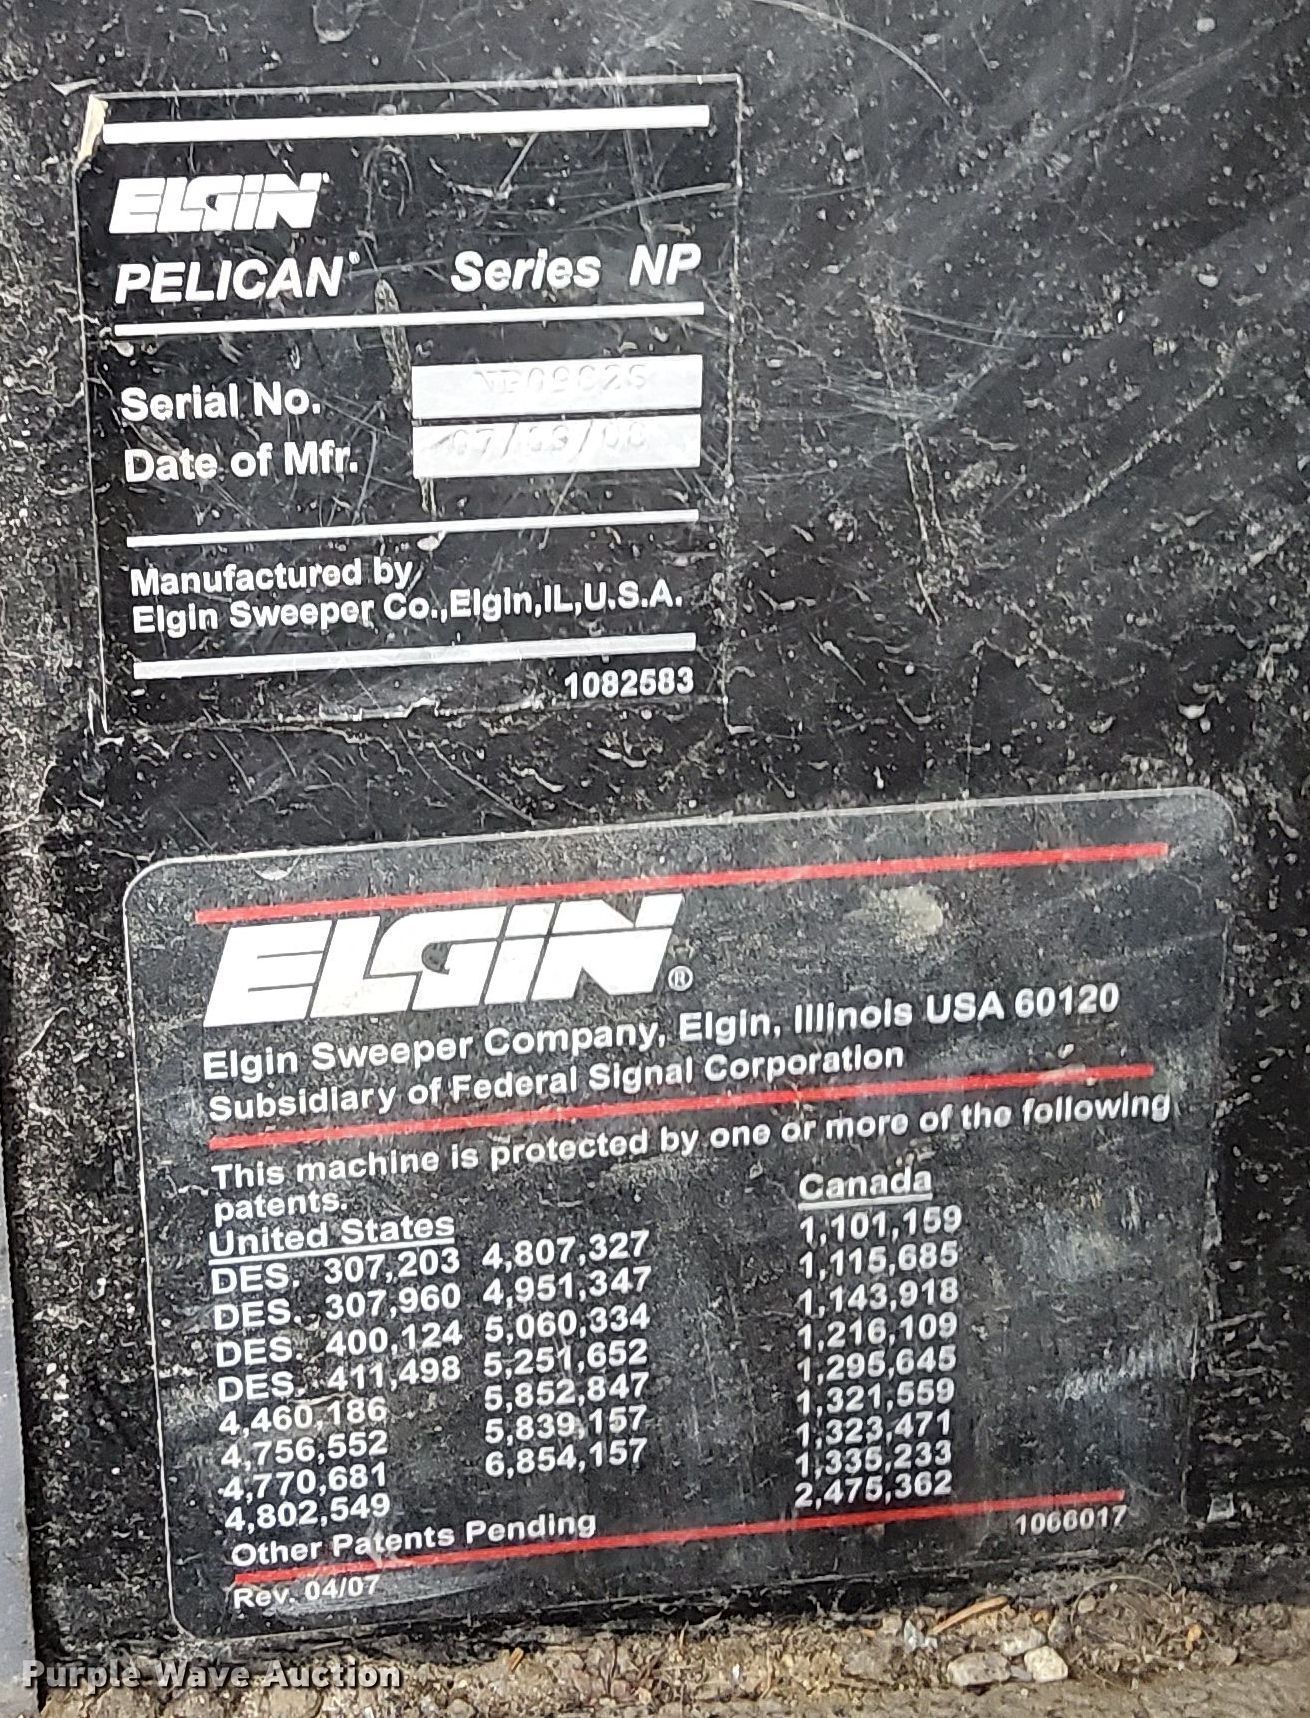 ELGIN
PELICAN® Series NP
Serial No.
Date of Mfr.
Manufactured by
Elgin Sweeper Co.,Elgin,IL,U.S.A.
1082583
ELGIN®
Elgin Sweeper Company, Elgin, Illinois USA 60120
Subsidiary of Federal Signal Corporation
This machine is protected by one or more of the following
patents.
United States
DES. 307,203 4,807,327
DES. 307,960 4,951,347
DES. 400,124 5,060,334
DES. 411,498 5,251,652
4,460,186 5,852,847
4,756,552 5,839,157
4,770,681 6,854,157
4,802,549
Canada
1,101,159
1,115,685
1,143,918
1,216,109
1,295,645
1,321,559
1,323,471
1,335,233
2,475,362
Other Patents Pending
1066017
Rev. 04/07
Purple Wave Auction